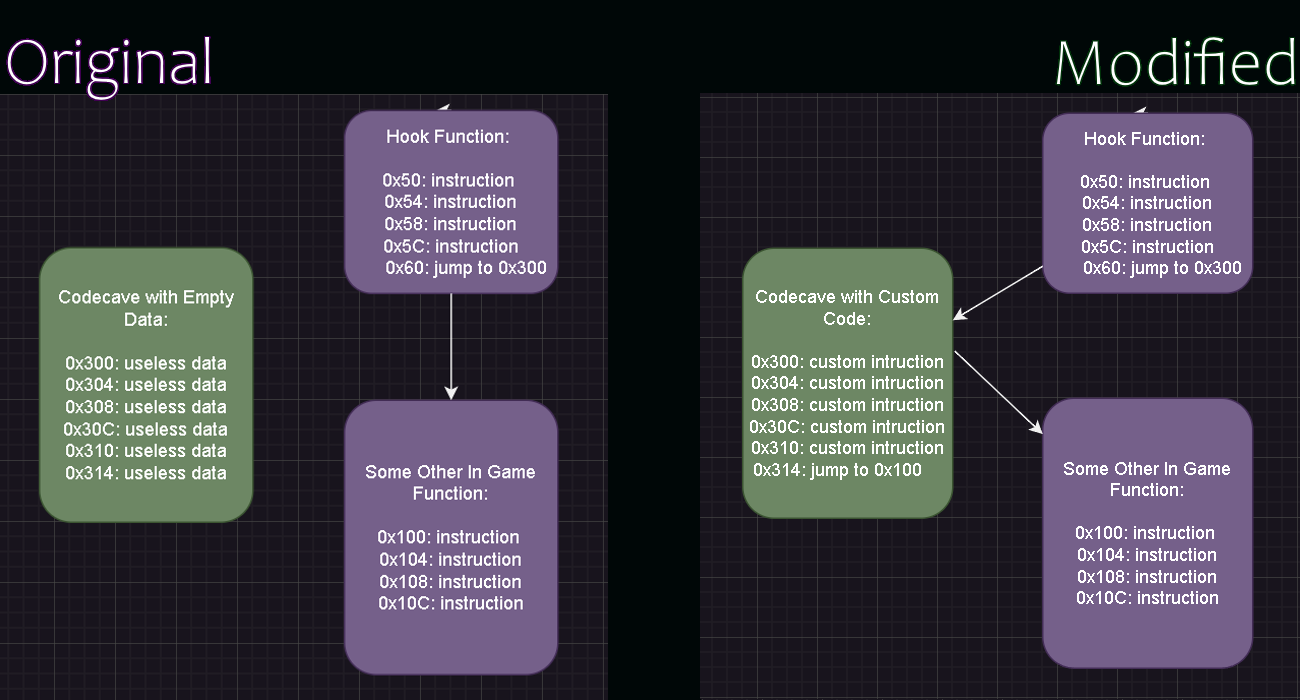 Original
Hook Function:
0x50: instruction
0x54: instruction
0x58: instruction
0x5C: instruction
0x60: jump to 0x300
Codecave with Empty
Data:
0x300: useless data
0x304: useless data
0x308: useless data
0x30C: useless data
0x310: useless data
0x314: useless data
Some Other In Game
Function:
0x100: instruction
0x104: instruction
0x108: instruction
0x10C: instruction
Modified
Hook Function:
0x50: instruction
0x54: instruction
0x58: instruction
0x5C: instruction
0x60: jump to 0x300
Codecave with Custom
Code:
0x300: custom intruction
0x304: custom intruction
0x308: custom intruction
0x30C: custom intruction
0x310: custom intruction
0x314: jump to 0x100
Some Other In Game
Function:
0x100: instruction
0x104: instruction
0x108: instruction
0x10C: instruction